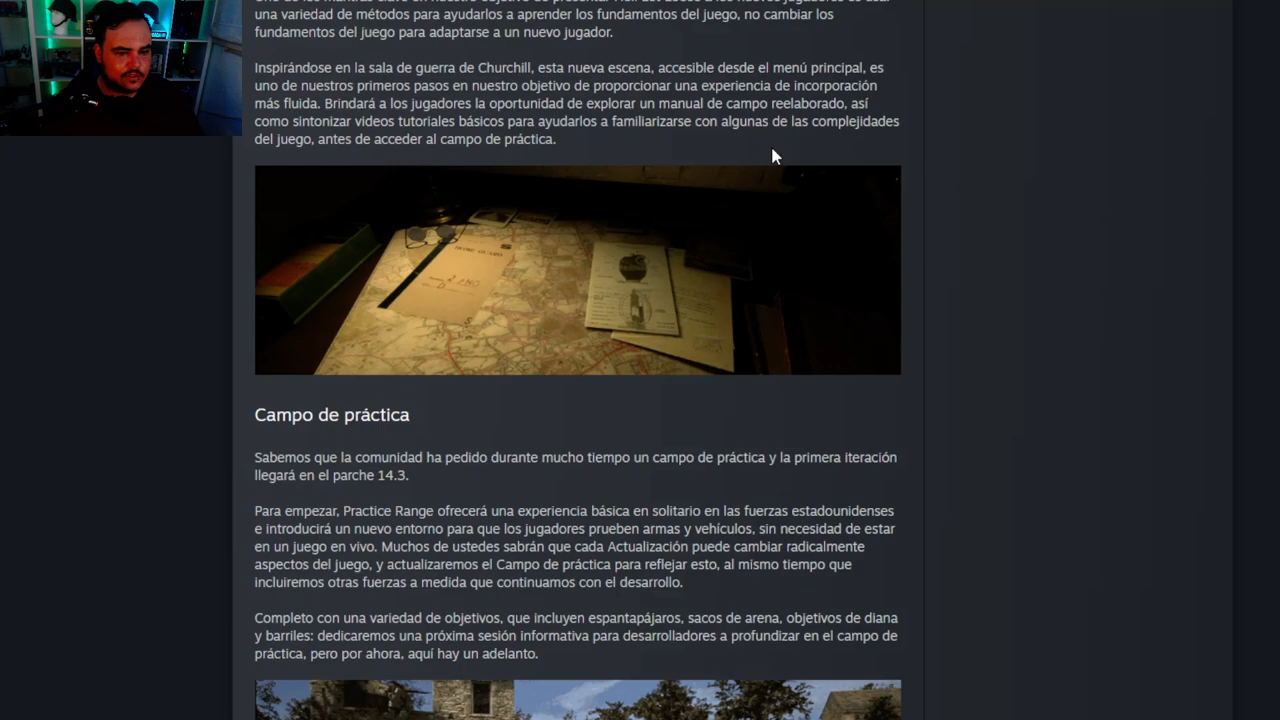 una variedad de métodos para ayudarlos a aprender los fundamentos del juego, no cambiar los
fundamentos del juego para adaptarse a un nuevo jugador.
Inspirándose en la sala de guerra de Churchill, esta nueva escena, accesible desde el menú principal, es
uno de nuestros primeros pasos en nuestro objetivo de proporcionar una experiencia de incorporación
más fluida. Brindará a los jugadores la oportunidad de explorar un manual de campo reelaborado, así
como sintonizar videos tutoriales básicos para ayudarlos a familiarizarse con algunas de las complejidades
del juego, antes de acceder al campo de práctica.
Campo de práctica
Sabemos que la comunidad ha pedido durante mucho tiempo un campo de práctica y la primera iteración
llegará en el parche 14.3.
Para empezar, Practice Range ofrecerá una experiencia básica en solitario en las fuerzas estadounidenses
e introducirá un nuevo entorno para que los jugadores prueben armas y vehículos, sin necesidad de estar
en un juego en vivo. Muchos de ustedes sabrán que cada Actualización puede cambiar radicalmente
aspectos del juego, y actualizaremos el Campo de práctica para reflejar esto, al mismo tiempo que
incluiremos otras fuerzas a medida que continuamos con el desarrollo.
Completo con una variedad de objetivos, que incluyen espantapájaros, sacos de arena, objetivos de diana
y barriles: dedicaremos una próxima sesión informativa para desarrolladores a profundizar en el campo de
práctica, pero por ahora, aquí hay un adelanto.